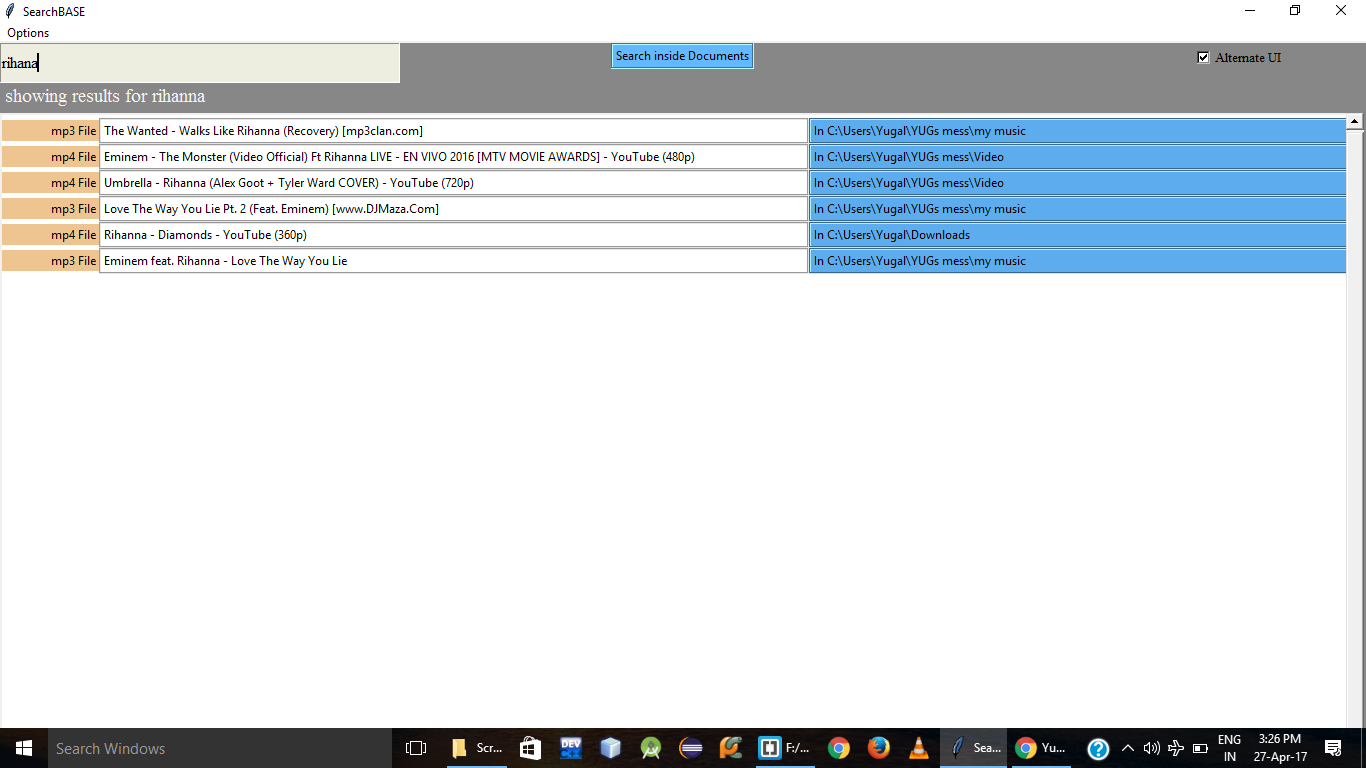 SearchBASE
Options
rihana
Search inside Documents
Alternate UI
showing results for rihanna
mp3 File The Wanted - Walks Like Rihanna (Recovery) [mp3clan.com] In C:\Users\Yugal\YUGs mess\my music
mp4 File Eminem - The Monster (Video Official) Ft Rihanna LIVE - EN VIVO 2016 [MTV MOVIE AWARDS] - YouTube (480p) In C:\Users\Yugal\YUGs mess\Video
mp4 File Umbrella - Rihanna (Alex Goot + Tyler Ward COVER) - YouTube (720p) In C:\Users\Yugal\YUGs mess\Video
mp3 File Love The Way You Lie Pt. 2 (Feat. Eminem) [www.DJMaza.Com] In C:\Users\Yugal\YUGs mess\my music
mp4 File Rihanna - Diamonds - YouTube (360p) In C:\Users\Yugal\Downloads
mp3 File Eminem feat. Rihanna - Love The Way You Lie In C:\Users\Yugal\YUGs mess\my music
Search Windows
Scr...
DEV
F:/...
Sea...
Yu...
ENG
IN
3:26 PM
27-Apr-17